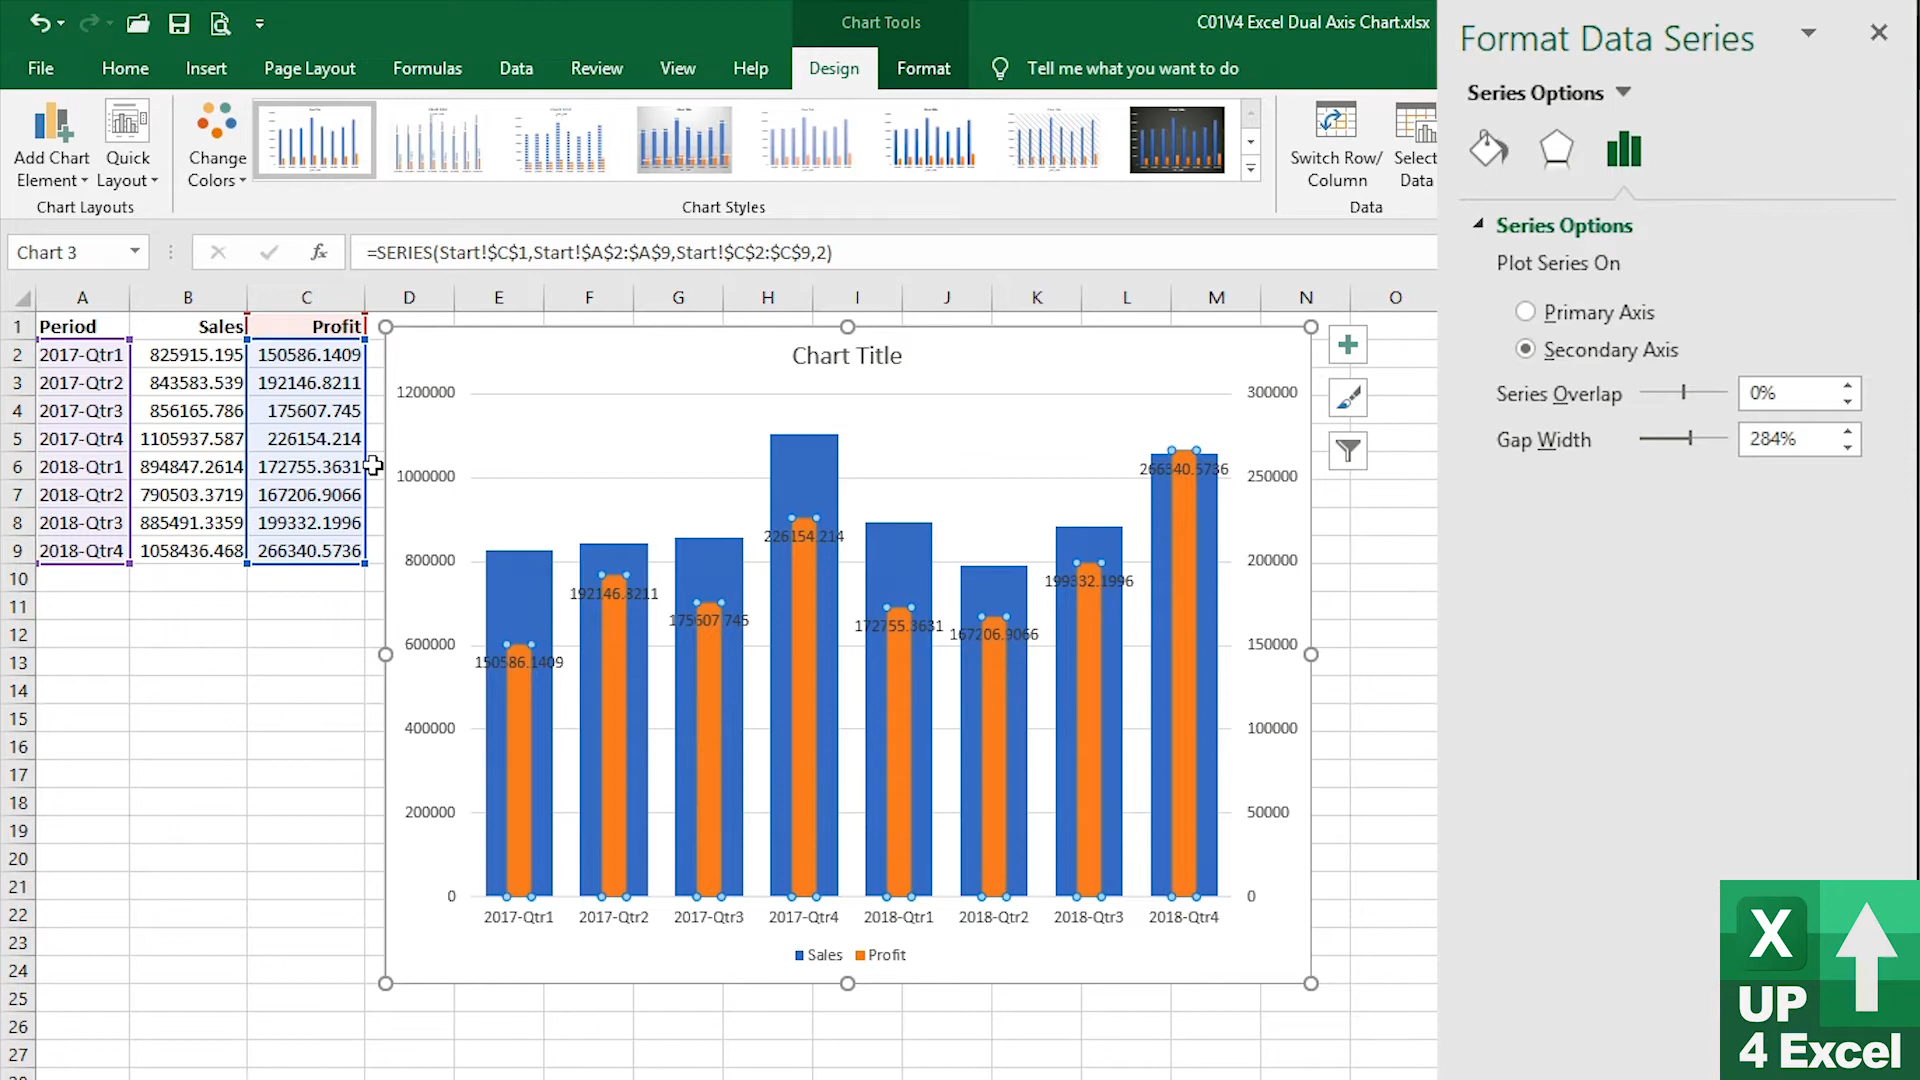 Chart Tools
C01V4 Excel Dual Axis Chart.xlsx
File Home Insert Page Layout Formulas Data Review View Help Design Format Tell me what you want to do
Add Chart Element
Quick Layout
Change Colors
Switch Row/ Column
Select Data
Chart Layouts
Chart Styles
Data
Chart 3
fx
=SERIES(Start!$C$1,Start!$A$2:$A$9,Start!$C$2:$C$9,2)
A B C D E F G H I J K L M N O
1 Period Sales Profit
2 2017-Qtr1 825915.195 150586.1409
3 2017-Qtr2 843583.539 192146.8211
4 2017-Qtr3 856165.786 175607.745
5 2017-Qtr4 1105937.587 226154.214
6 2018-Qtr1 894847.2614 172755.3631
7 2018-Qtr2 790503.3719 167206.9066
8 2018-Qtr3 885491.3359 199332.1996
9 2018-Qtr4 1058436.468 266340.5736
10
11
12
13
14
15
16
17
18
19
20
21
22
23
24
25
26
27
Chart Title
1200000
1000000
800000
600000
400000
200000
0
150586.1409
192146.8211
175607.745
226154.214
172755.3631
167206.9066
199332.1996
266340.5736
300000
250000
200000
150000
100000
50000
0
2017-Qtr1 2017-Qtr2 2017-Qtr3 2017-Qtr4 2018-Qtr1 2018-Qtr2 2018-Qtr3 2018-Qtr4
Sales Profit
Format Data Series
Series Options
Series Options
Plot Series On
Primary Axis
Secondary Axis
Series Overlap 0%
Gap Width 284%
X
UP
4 Excel